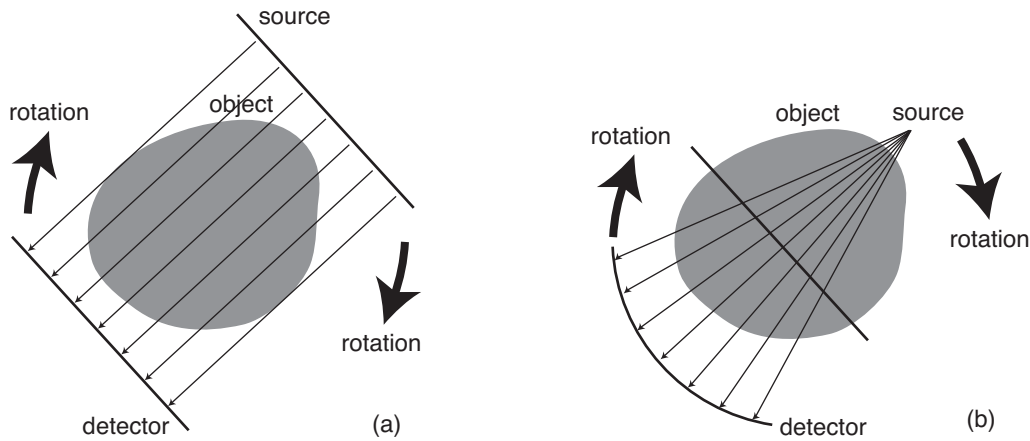 source
rotation
object
rotation
detector
(a)
object
source
rotation
rotation
detector
(b)